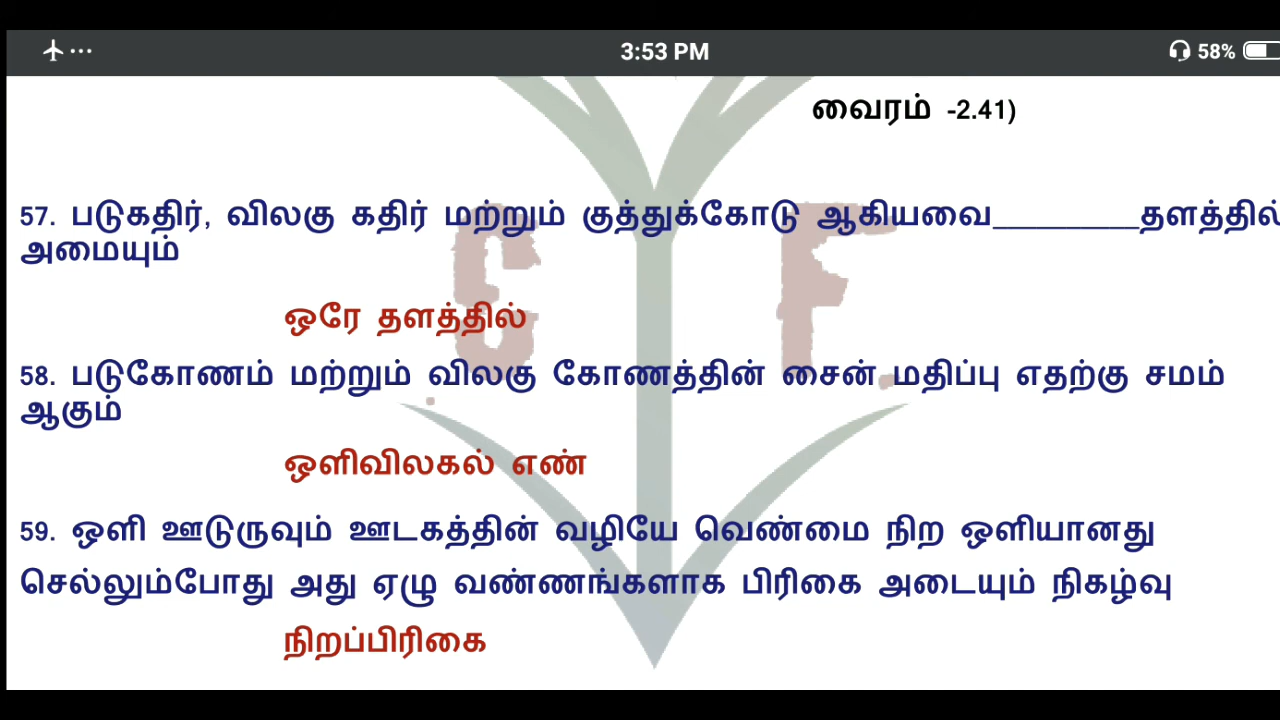 3:53 PM
58%
வைரம் -2.41)
57. படுகதிர், விலகு கதிர் மற்றும் குத்துக்கோடு ஆகியவை__________தளத்தில்
அமையும்
ஒரே தளத்தில்
58. படுகோணம் மற்றும் விலகு கோணத்தின் சைன் மதிப்பு எதற்கு சமம்
ஆகும்
ஒளிவிலகல் எண்
59. ஒளி ஊடுருவும் ஊடகத்தின் வழியே வெண்மை நிற ஒளியானது
செல்லும்போது அது ஏழு வண்ணங்களாக பிரிகை அடையும் நிகழ்வு
நிறப்பிரிகை